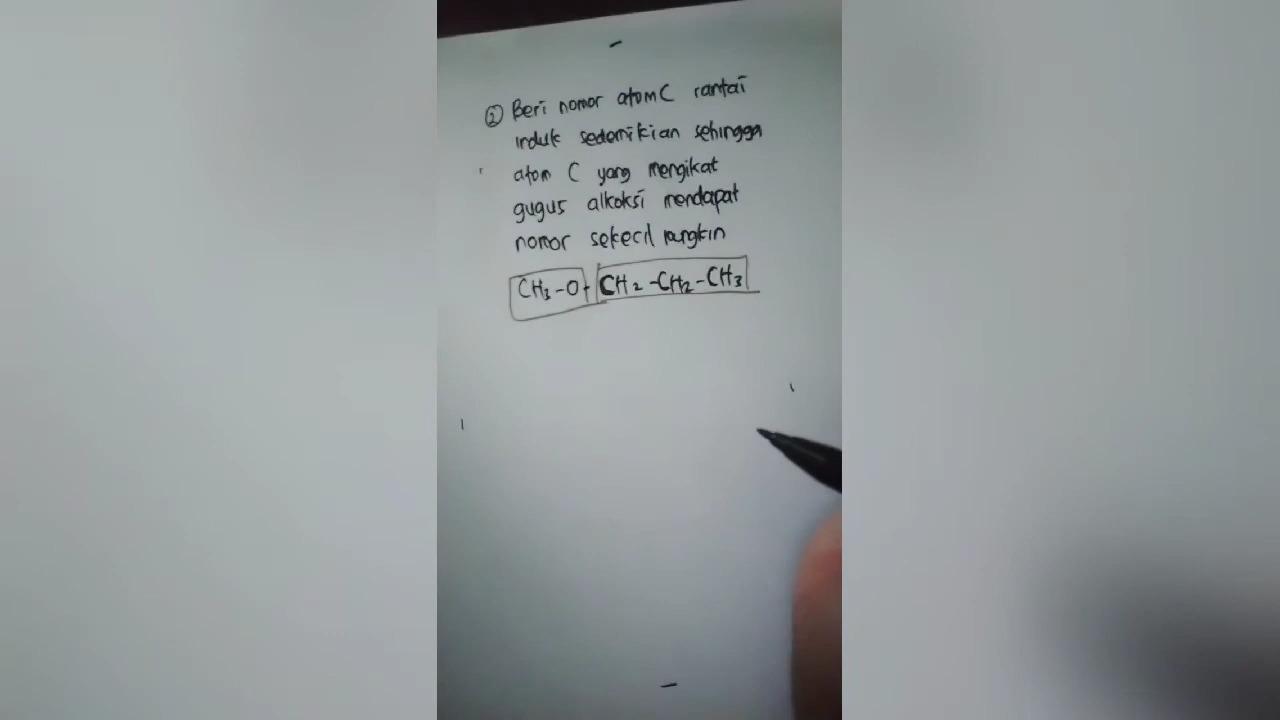 ② Beri nomor atom C rantai
induk sedemikian sehingga
atom C yang mengikat
gugus alkoksi mendapat
nomor sekecil mungkin
CH₃-O-CH₂-CH₂-CH₃